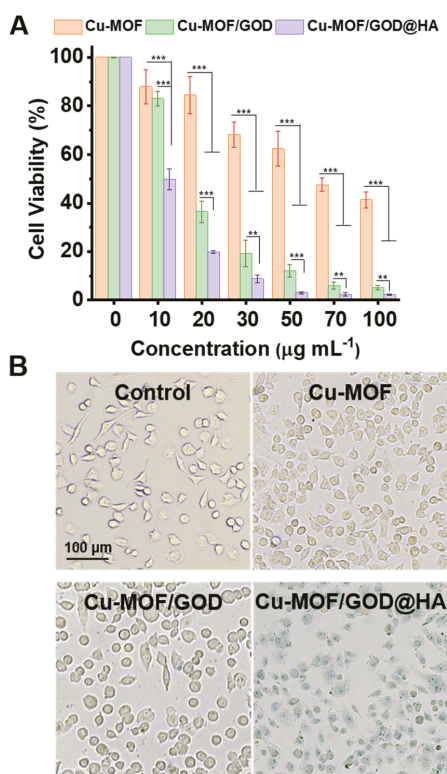 A
Cu-MOF Cu-MOF/GOD Cu-MOF/GOD@HA
100
80
60
40
20
0
Cell Viability (%)
*** *** *** *** *** *** ***
*** ** *** ** **
0 10 20 30 50 70 100
Concentration (μg mL-1)
B
Control Cu-MOF
100 μm
Cu-MOF/GOD Cu-MOF/GOD@HA